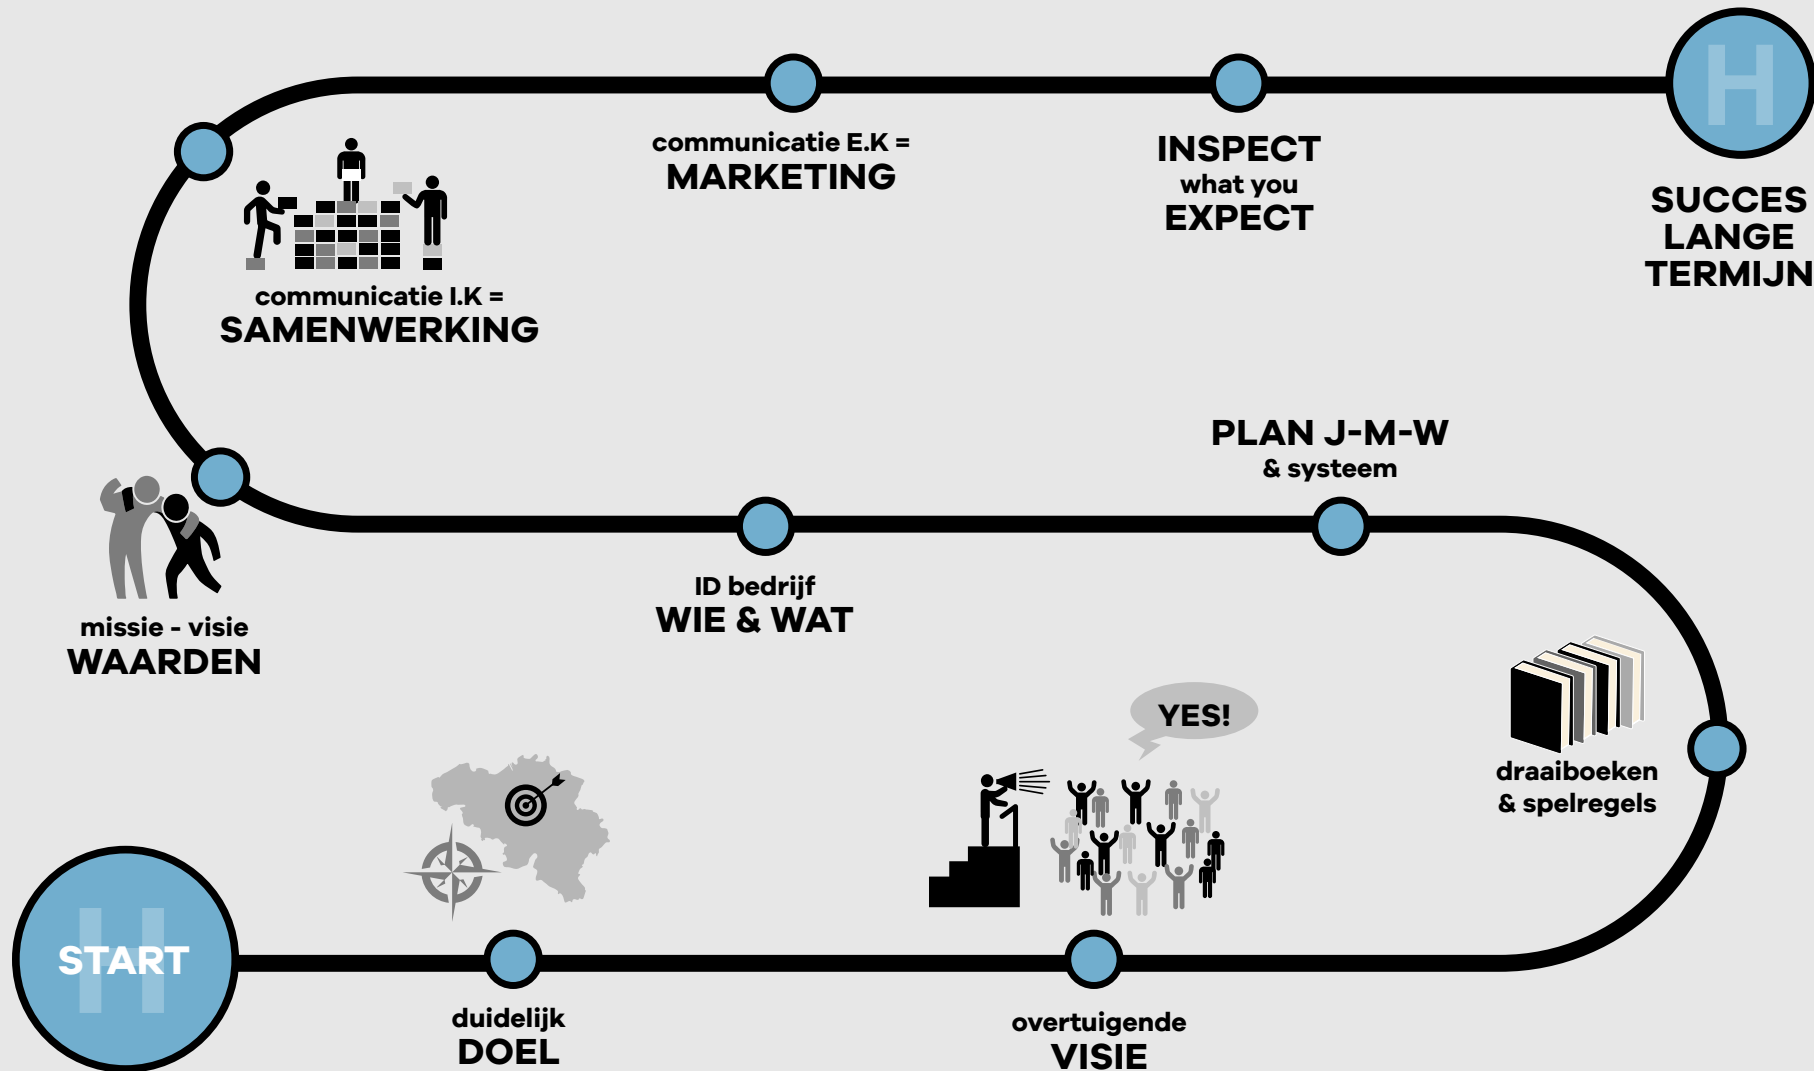 communicatie E.K =
MARKETING
INSPECT
what you
EXPECT
H
SUCCES
LANGE
TERMIJN
communicatie I.K =
SAMENWERKING
PLAN J-M-W
& systeem
missie - visie
WAARDEN
ID bedrijf
WIE & WAT
YES!
draaiboeken
& spelregels
H
START
duidelijk
DOEL
overtuigende
VISIE